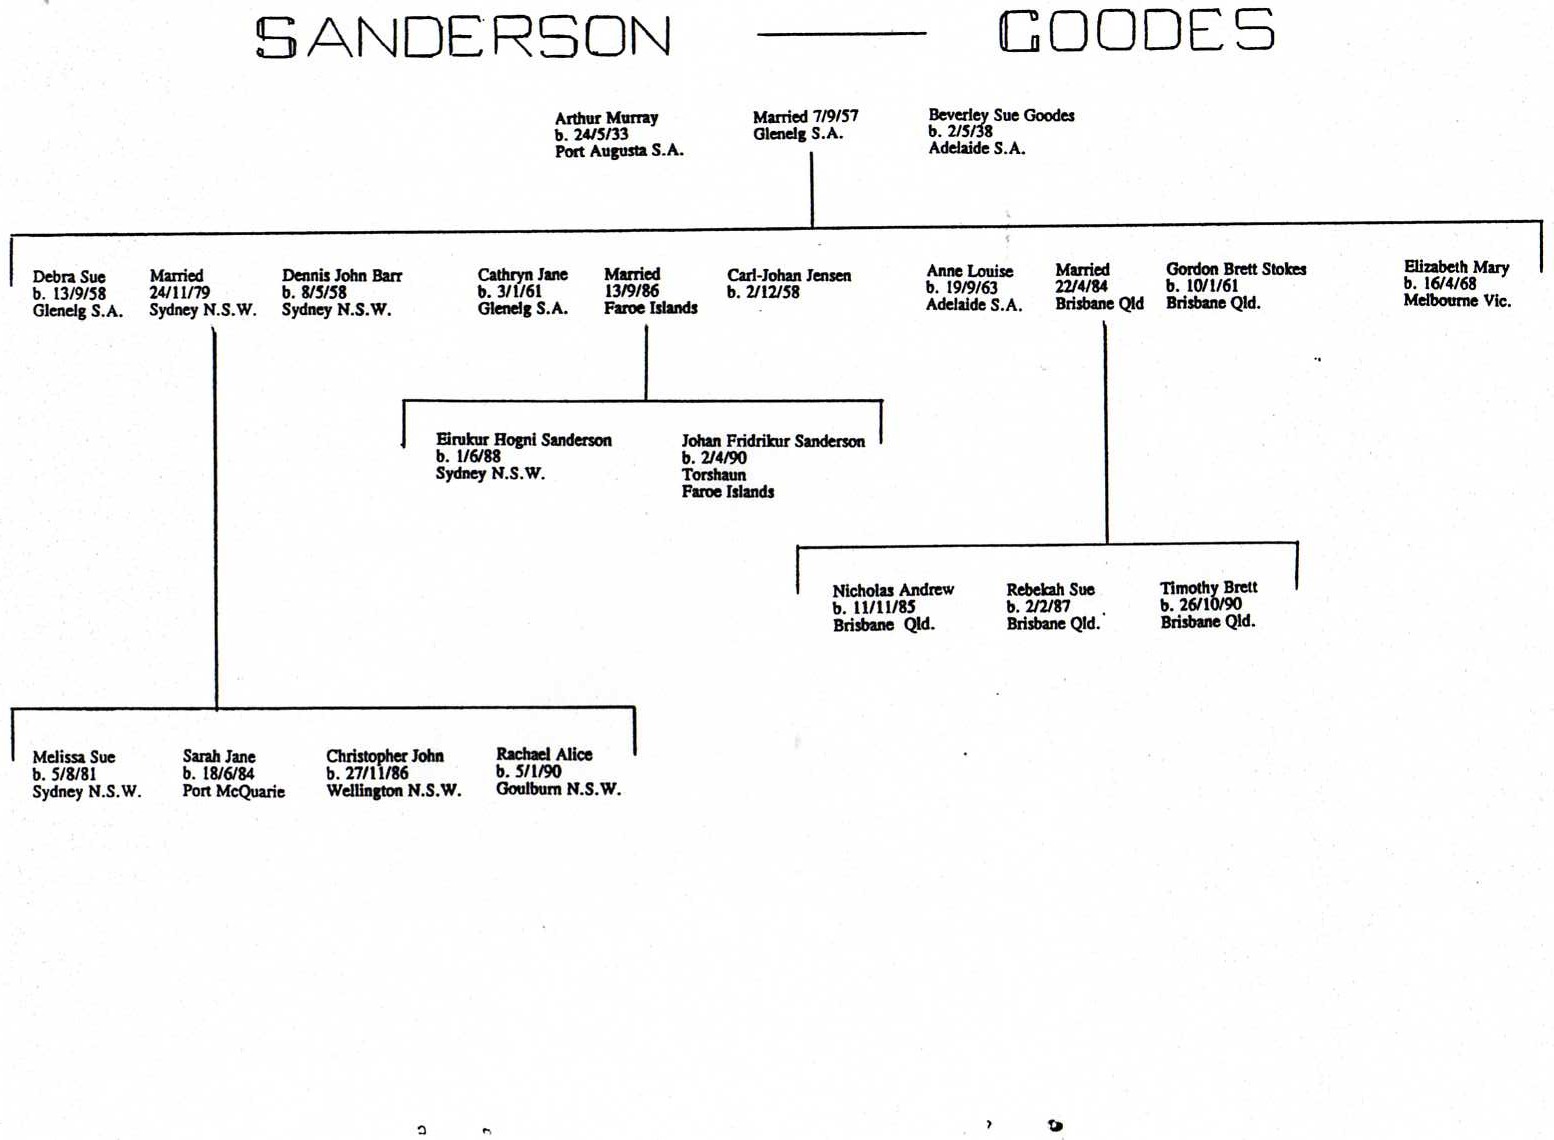 SANDERSON — GOODES
Arthur Murray
b. 24/5/33
Port Augusta S.A.
Married 7/9/57
Glenelg S.A.
Beverley Sue Goodes
b. 2/5/38
Adelaide S.A.
Debra Sue
b. 13/9/58
Glenelg S.A.
Married
24/11/79
Sydney N.S.W.
Dennis John Barr
b. 8/5/58
Sydney N.S.W.
Cathryn Jane
b. 3/1/61
Glenelg S.A.
Married
13/9/86
Faroe Islands
Carl-Johan Jensen
b. 2/12/58
Anne Louise
b. 19/9/63
Adelaide S.A.
Married
22/4/84
Brisbane Qld
Gordon Brett Stokes
b. 10/1/61
Brisbane Qld.
Elizabeth Mary
b. 16/4/68
Melbourne Vic.
Eirukur Hogni Sanderson
b. 1/6/88
Sydney N.S.W.
Johan Fridrikur Sanderson
b. 2/4/90
Torshaun
Faroe Islands
Nicholas Andrew
b. 11/11/85
Brisbane Qld.
Rebekah Sue
b. 2/2/87
Brisbane Qld.
Timothy Brett
b. 26/10/90
Brisbane Qld.
Melissa Sue
b. 5/8/81
Sydney N.S.W.
Sarah Jane
b. 18/6/84
Port McQuarie
Christopher John
b. 27/11/86
Wellington N.S.W.
Rachael Alice
b. 5/1/90
Goulburn N.S.W.